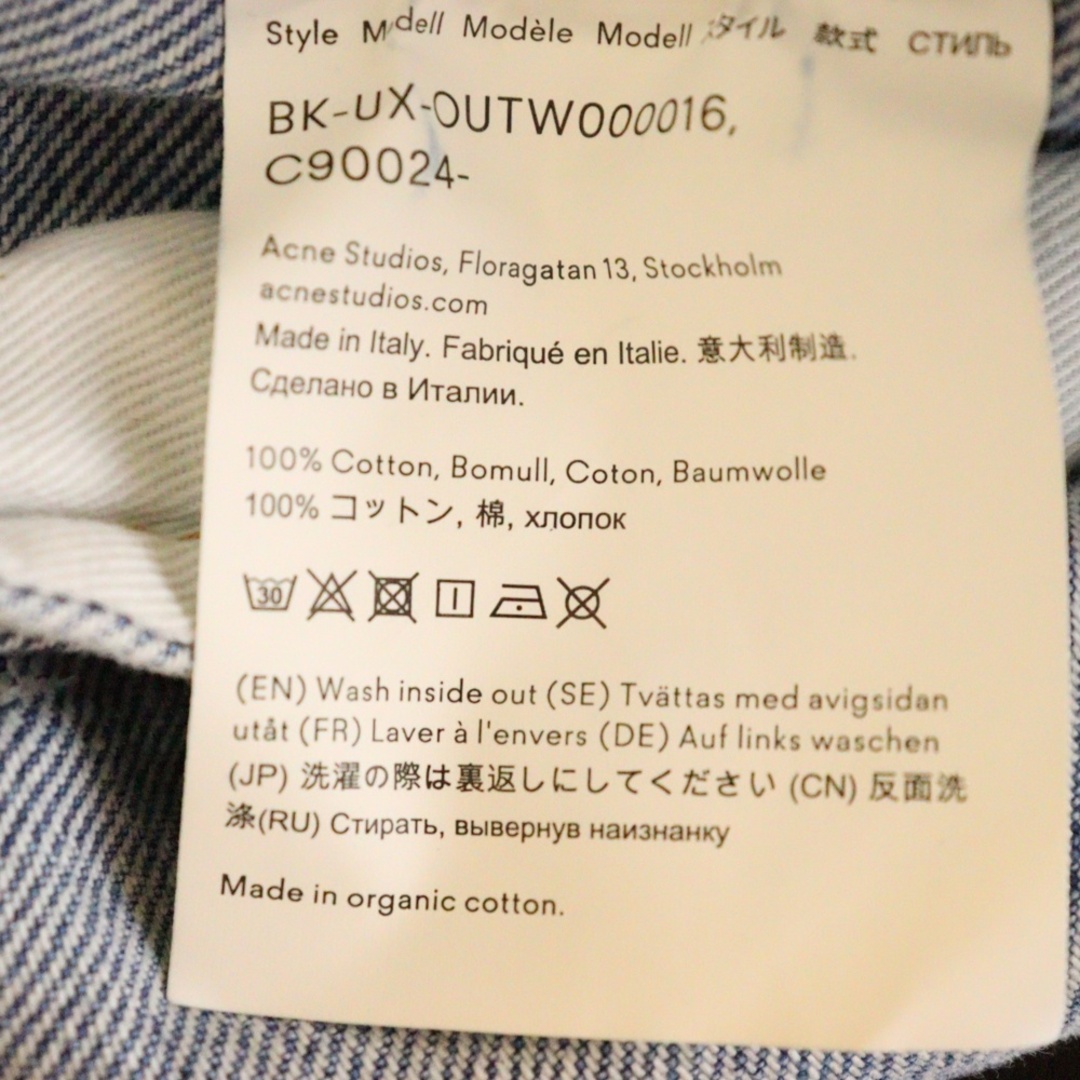 Style Modell Modèle Modell スタイル 款式 СТИЛЬ
BK-UX-OUTW000016,
C90024-
Acne Studios, Floragatan 13, Stockholm
acnestudios.com
Made in Italy. Fabriqué en Italie. 意大利制造.
Сделано в Италии.
100% Cotton, Bomull, Coton, Baumwolle
100% コットン, 棉, хлопок
30
(EN) Wash inside out (SE) Tvättas med avigsidan
utåt (FR) Laver à l'envers (DE) Auf links waschen
(JP) 洗濯の際は裏返しにしてください (CN) 反面洗
涤(RU) Стирать, вывернув наизнанку
Made in organic cotton.